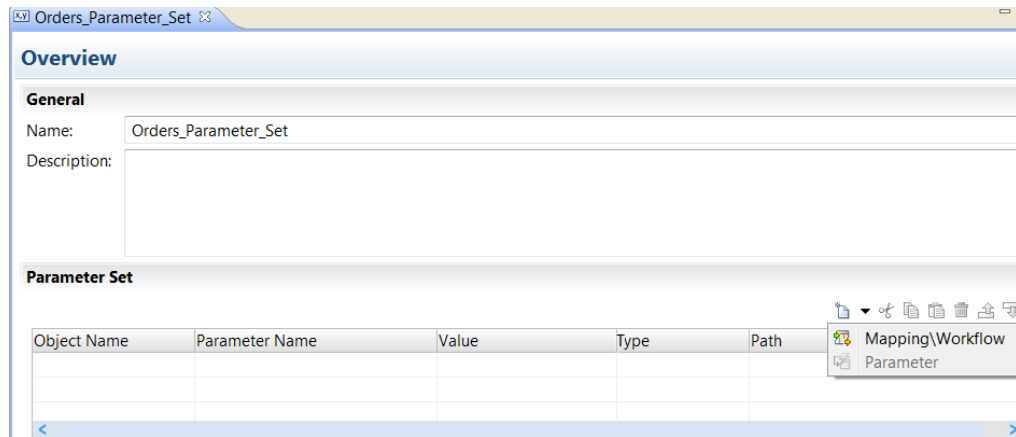 x,y Orders_Parameter_Set
Overview
General
Name: Orders_Parameter_Set
Description:
Parameter Set
Object Name Parameter Name Value Type Path
Mapping\Workflow
Parameter